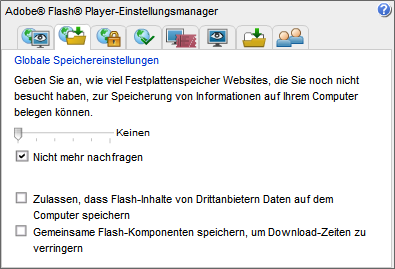 Adobe® Flash® Player-Einstellungsmanager
Globale Speichereinstellungen
Geben Sie an, wie viel Festplattenspeicher Websites, die Sie noch nicht
besucht haben, zur Speicherung von Informationen auf Ihrem Computer
belegen können.
Keinen
Nicht mehr nachfragen
Zulassen, dass Flash-Inhalte von Drittanbietern Daten auf dem
Computer speichern
Gemeinsame Flash-Komponenten speichern, um Download-Zeiten zu
verringern